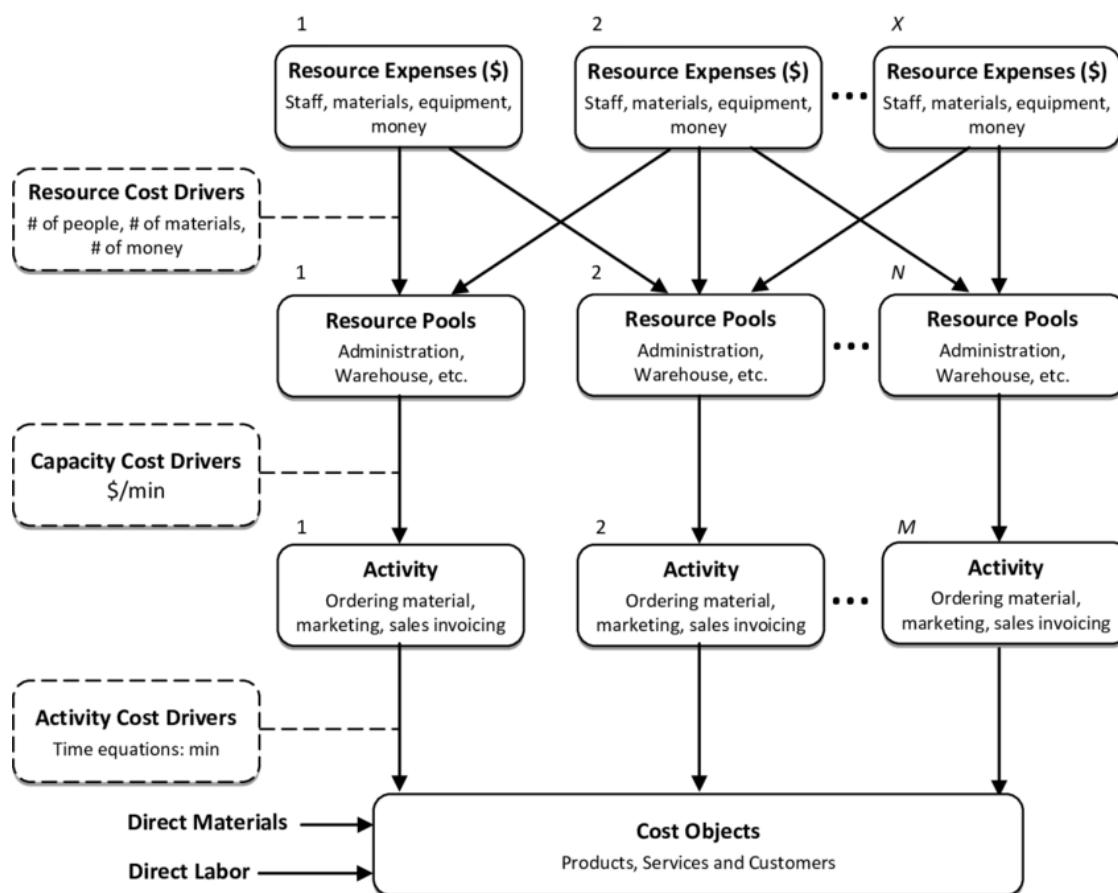 1
2
X
Resource Expenses ($)
Staff, materials, equipment,
money
Resource Expenses ($)
Staff, materials, equipment,
money
•••
Resource Expenses ($)
Staff, materials, equipment,
money
Resource Cost Drivers
# of people, # of materials,
# of money
1
2
N
Resource Pools
Administration,
Warehouse, etc.
Resource Pools
Administration,
Warehouse, etc.
•••
Resource Pools
Administration,
Warehouse, etc.
Capacity Cost Drivers
$/min
1
2
M
Activity
Ordering material,
marketing, sales invoicing
Activity
Ordering material,
marketing, sales invoicing
•••
Activity
Ordering material,
marketing, sales invoicing
Activity Cost Drivers
Time equations: min
Direct Materials
Direct Labor
Cost Objects
Products, Services and Customers